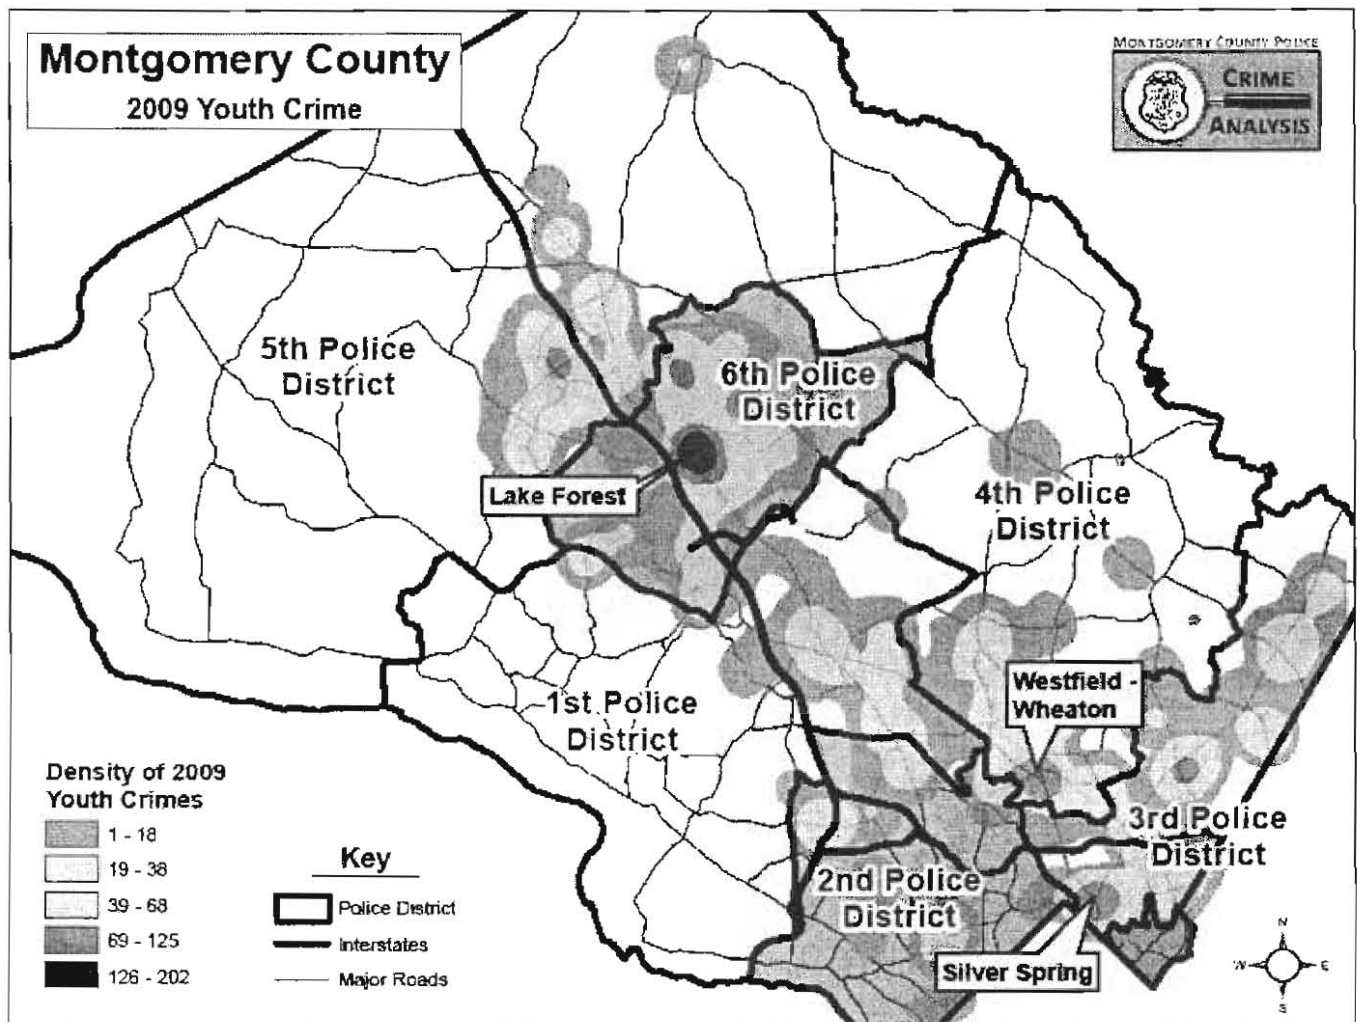 Montgomery County
2009 Youth Crime
MONTGOMERY COUNTY POLICE
CRIME
ANALYSIS
5th Police
District
6th Police
District
Lake Forest
4th Police
District
Westfield -
Wheaton
1st Police
District
3rd Police
District
2nd Police
District
Silver Spring
Density of 2009
Youth Crimes
1 - 18
19 - 38
39 - 68
69 - 125
126 - 202
Key
Police District
Interstates
Major Roads
N
W
E
S